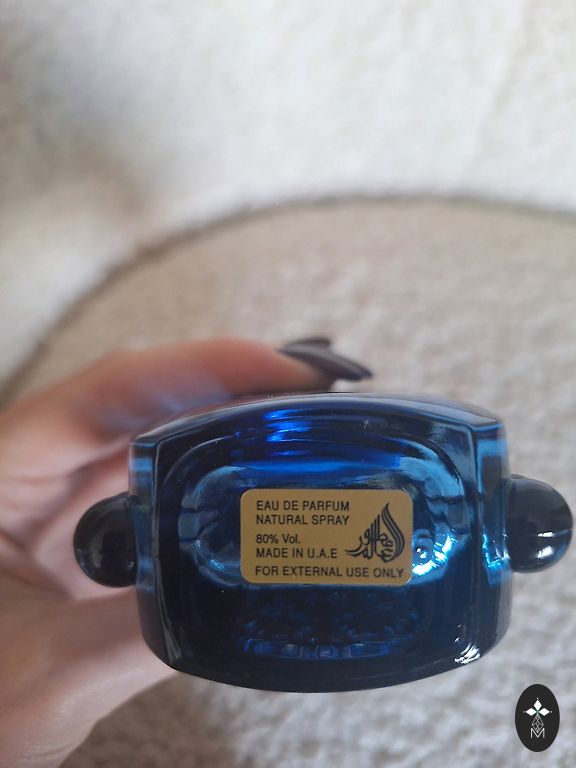 EAU DE PARFUM
NATURAL SPRAY
80% Vol.
MADE IN U.A.E
FOR EXTERNAL USE ONLY
M